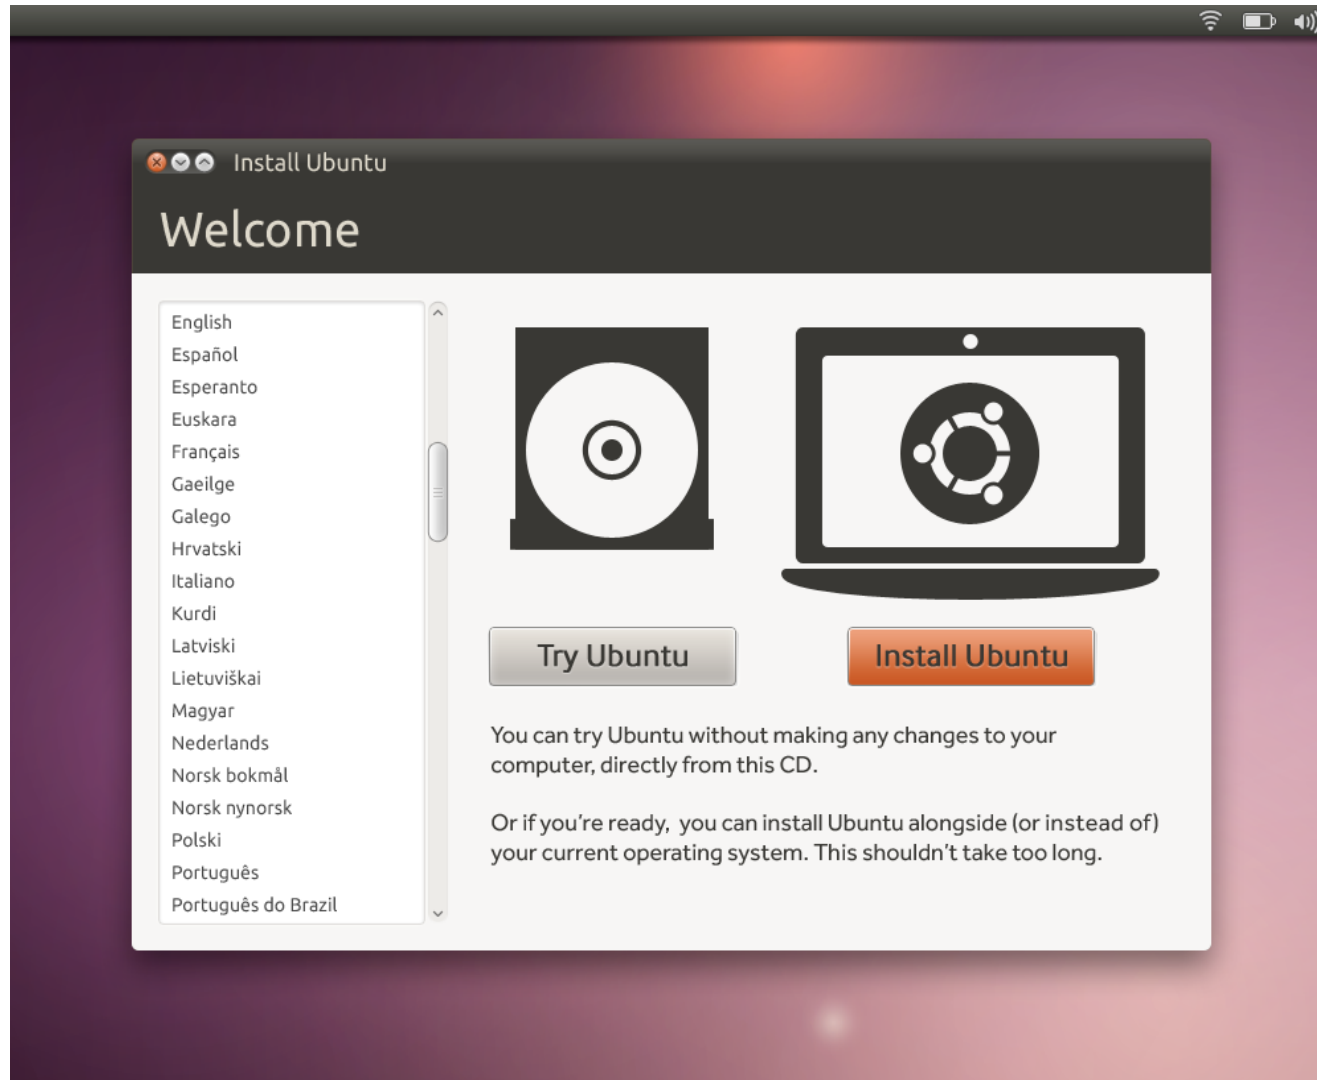 Install Ubuntu
Welcome
English
Español
Esperanto
Euskara
Français
Gaeilge
Galego
Hrvatski
Italiano
Kurdi
Latviski
Lietuviškai
Magyar
Nederlands
Norsk bokmål
Norsk nynorsk
Polski
Português
Português do Brazil
Try Ubuntu
Install Ubuntu
You can try Ubuntu without making any changes to your
computer, directly from this CD.
Or if you're ready, you can install Ubuntu alongside (or instead of)
your current operating system. This shouldn't take too long.